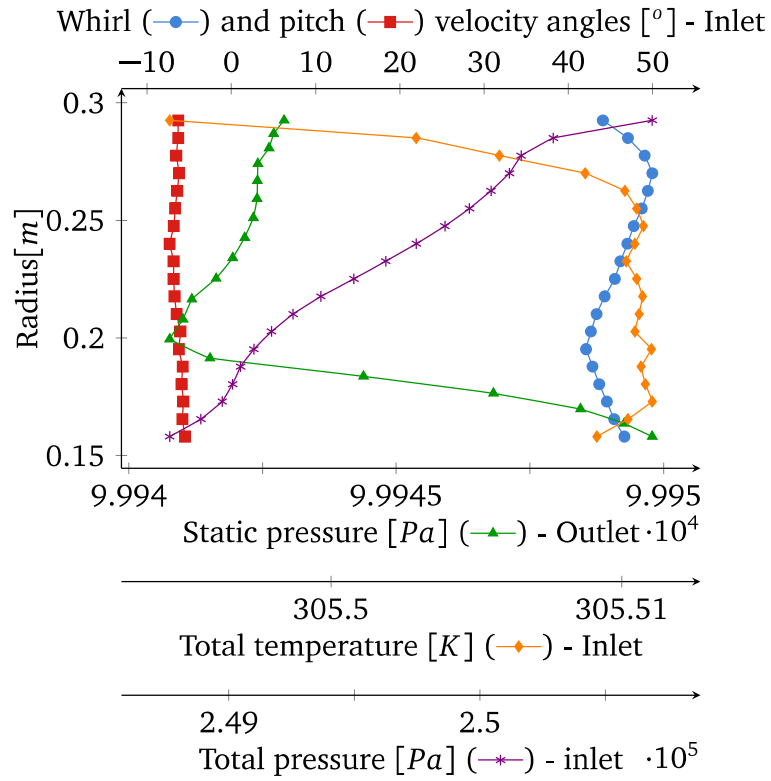 Whirl ( ) and pitch ( ) velocity angles [°] - Inlet
−10 0 10 20 30 40 50
0.3
0.25
0.2
0.15
Radius[m]
9.994 9.9945 9.995
Static pressure [Pa] ( ) - Outlet ·10⁴
305.5 305.51
Total temperature [K] ( ) - Inlet
2.49 2.5
Total pressure [Pa] ( ) - inlet ·10⁵